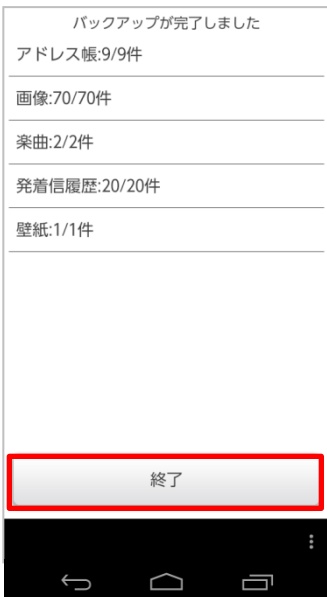 バックアップが完了しました
アドレス帳:9/9件
画像:70/70件
楽曲:2/2件
発着信履歴:20/20件
壁紙:1/1件
終了